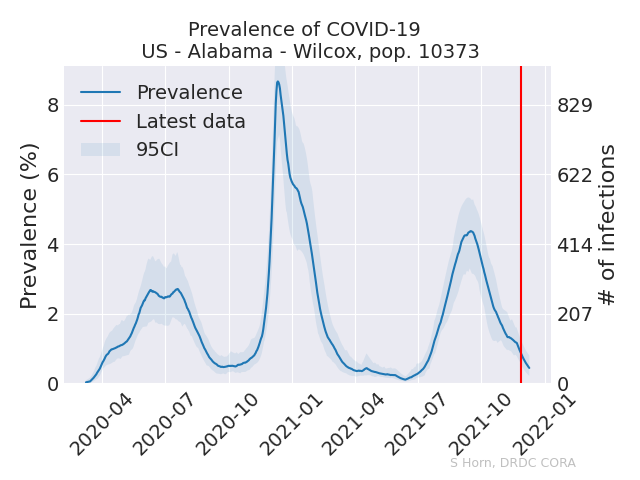 Prevalence of COVID-19
US - Alabama - Wilcox, pop. 10373
Prevalence
Latest data
95CI
Prevalence (%)
8
6
4
2
0
# of infections
829
622
414
207
0
2020-04
2020-07
2020-10
2021-01
2021-04
2021-07
2021-10
2022-01
S Horn, DRDC CORA